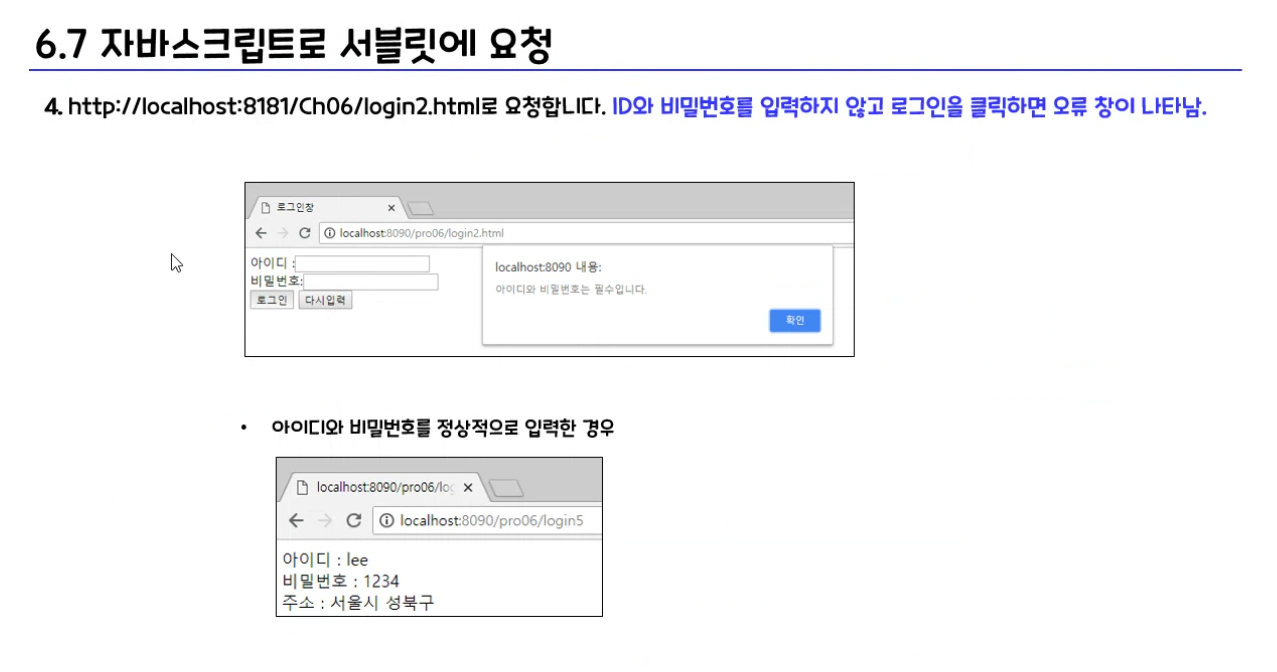 6.7 자바스크립트로 서블릿에 요청
4. http://localhost:8181/Ch06/login2.html로 요청합니다. ID와 비밀번호를 입력하지 않고 로그인을 클릭하면 오류 창이 나타남.
로그인창
localhost:8090/pro06/login2.html
아이디 :
비밀번호:
로그인 다시입력
localhost:8090 내용:
아이디와 비밀번호는 필수입니다.
확인
• 아이디와 비밀번호를 정상적으로 입력한 경우
localhost:8090/pro06/log
localhost:8090/pro06/login5
아이디 : lee
비밀번호 : 1234
주소 : 서울시 성북구